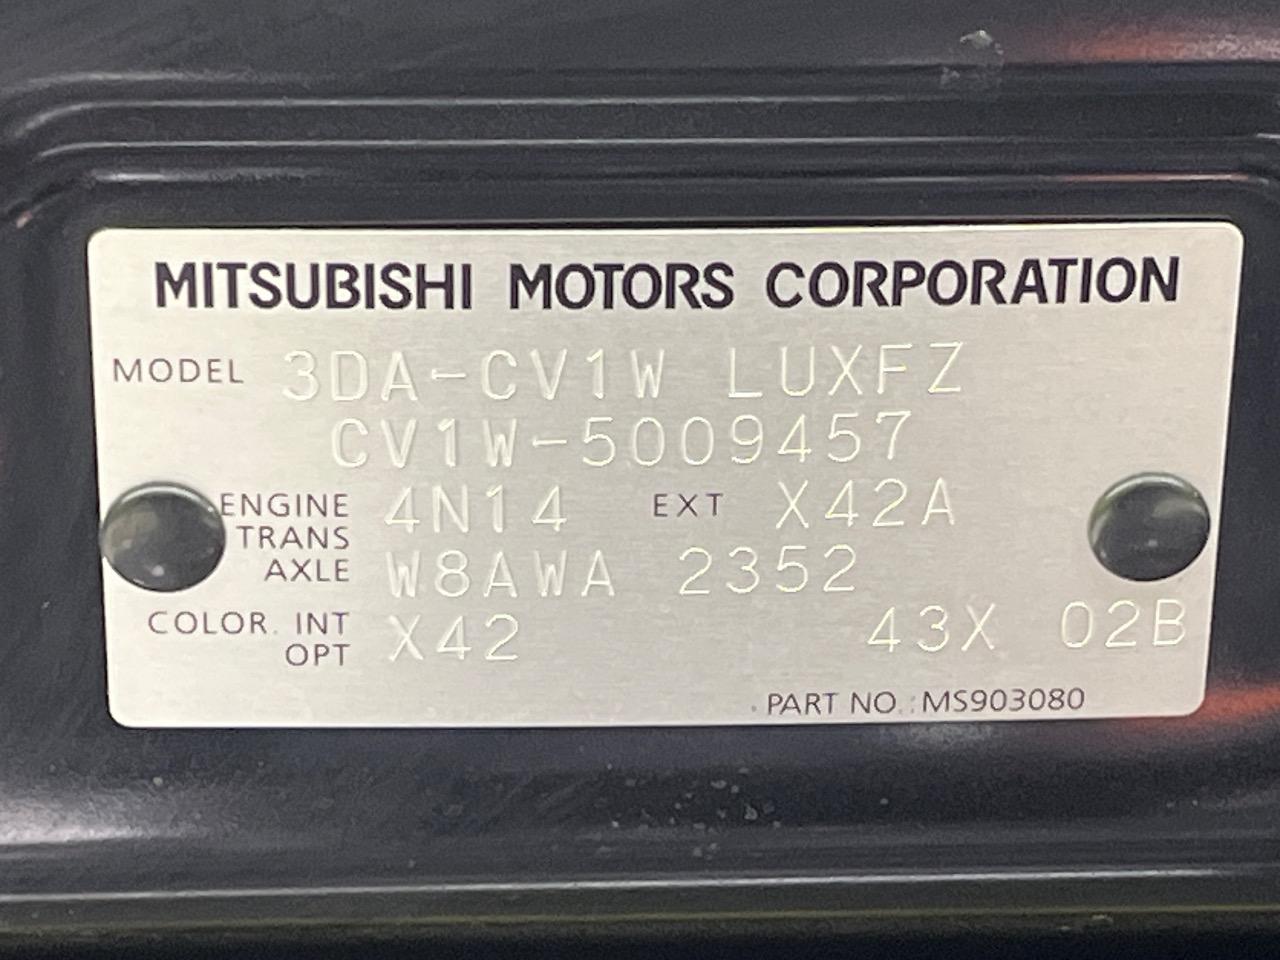 MITSUBISHI MOTORS CORPORATION
MODEL 3DA-CV1W LUXFZ
CV1W-5009457
ENGINE 4N14 EXT X42A
TRANS
AXLE W8AWA 2352
COLOR. INT X42 43X 02B
OPT
PART NO.:MS903080